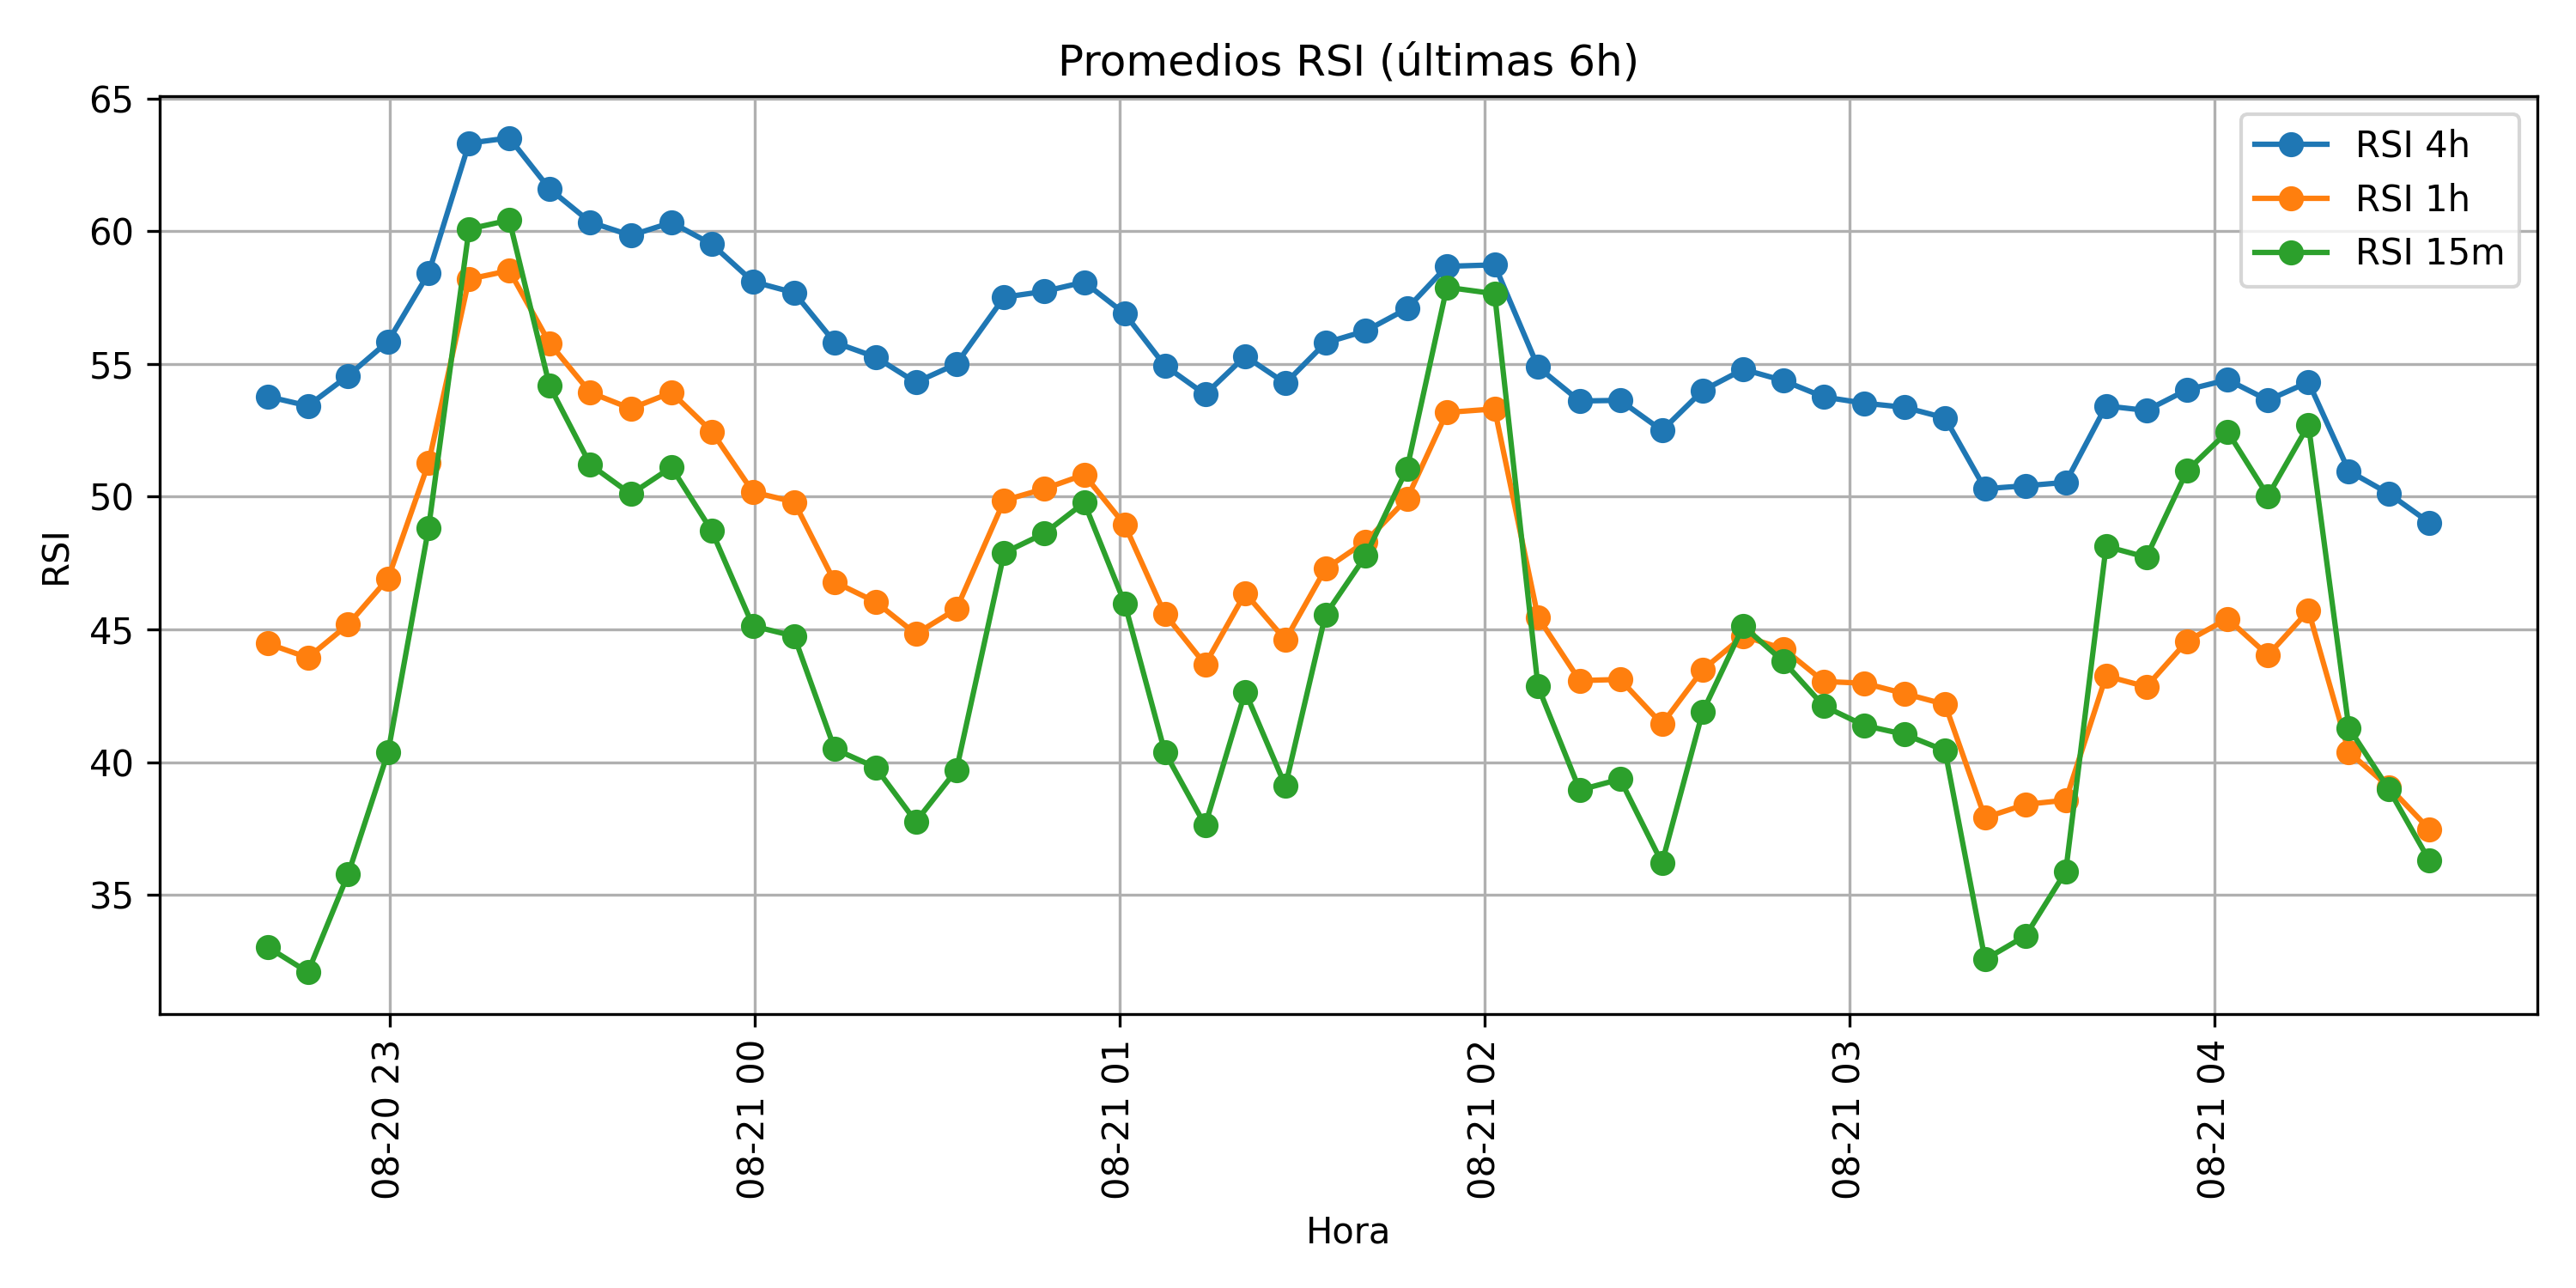 Promedios RSI (últimas 6h)
65
60
55
50
45
40
35
RSI
RSI 4h
RSI 1h
RSI 15m
08-20 23
08-21 00
08-21 01
08-21 02
08-21 03
08-21 04
Hora